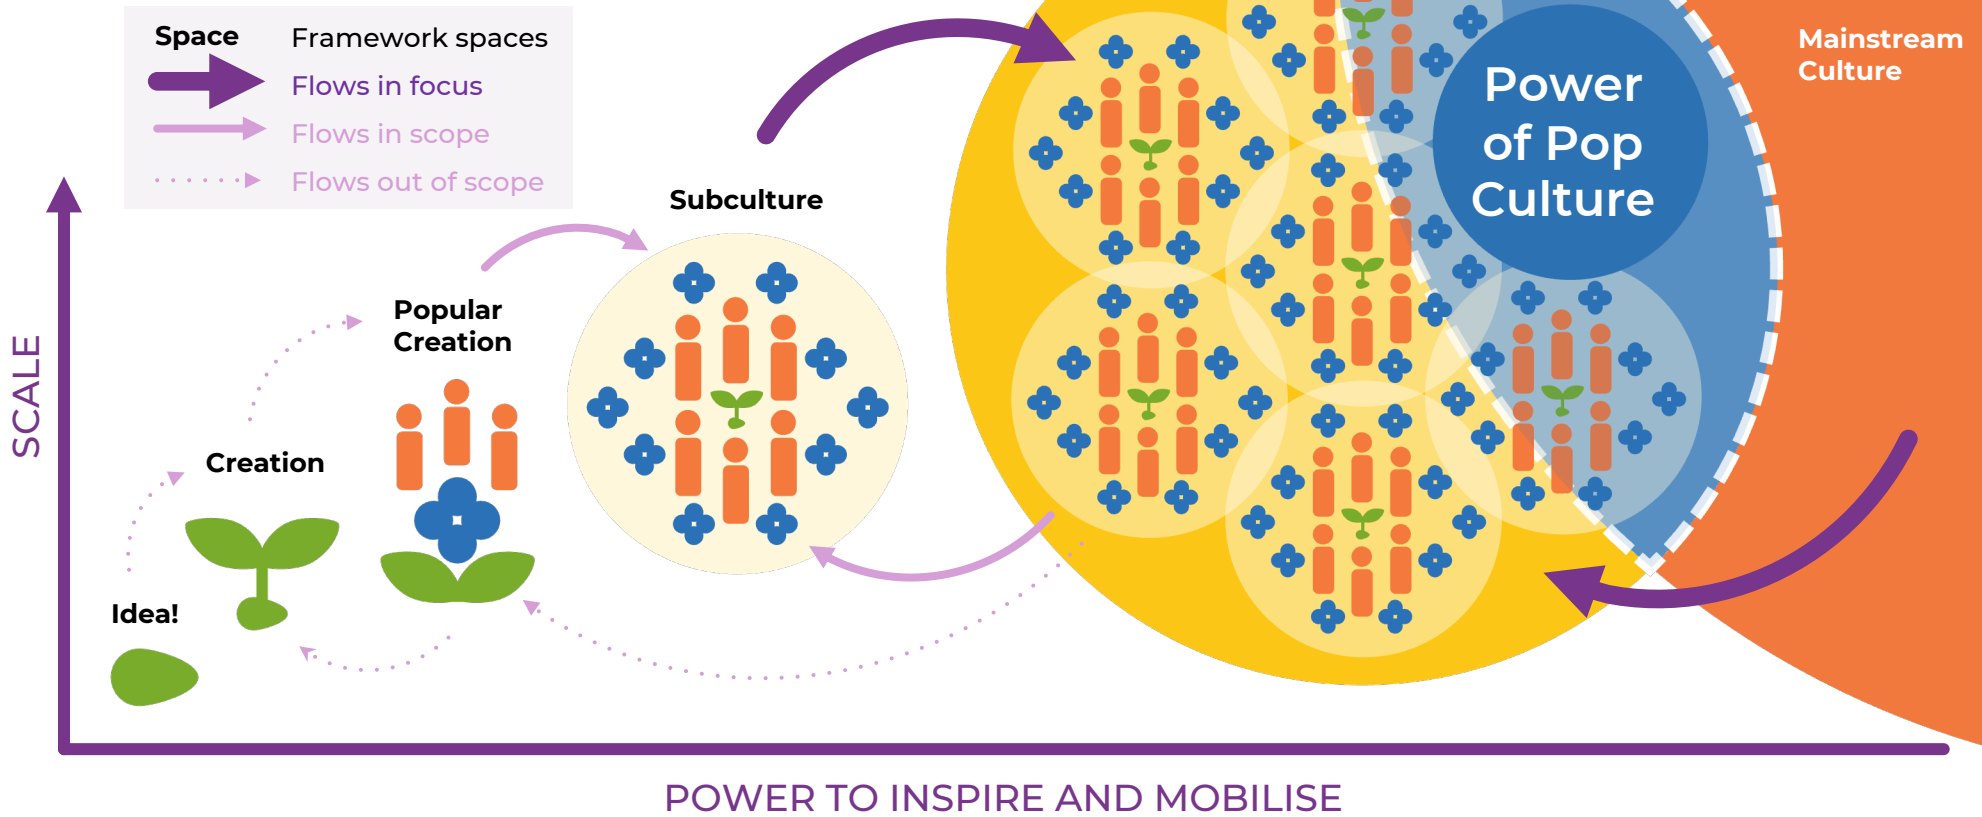 Space Framework spaces
Flows in focus
Flows in scope
Flows out of scope
Mainstream
Culture
Power
of Pop
Culture
Subculture
Popular
Creation
Creation
Idea!
SCALE
POWER TO INSPIRE AND MOBILISE